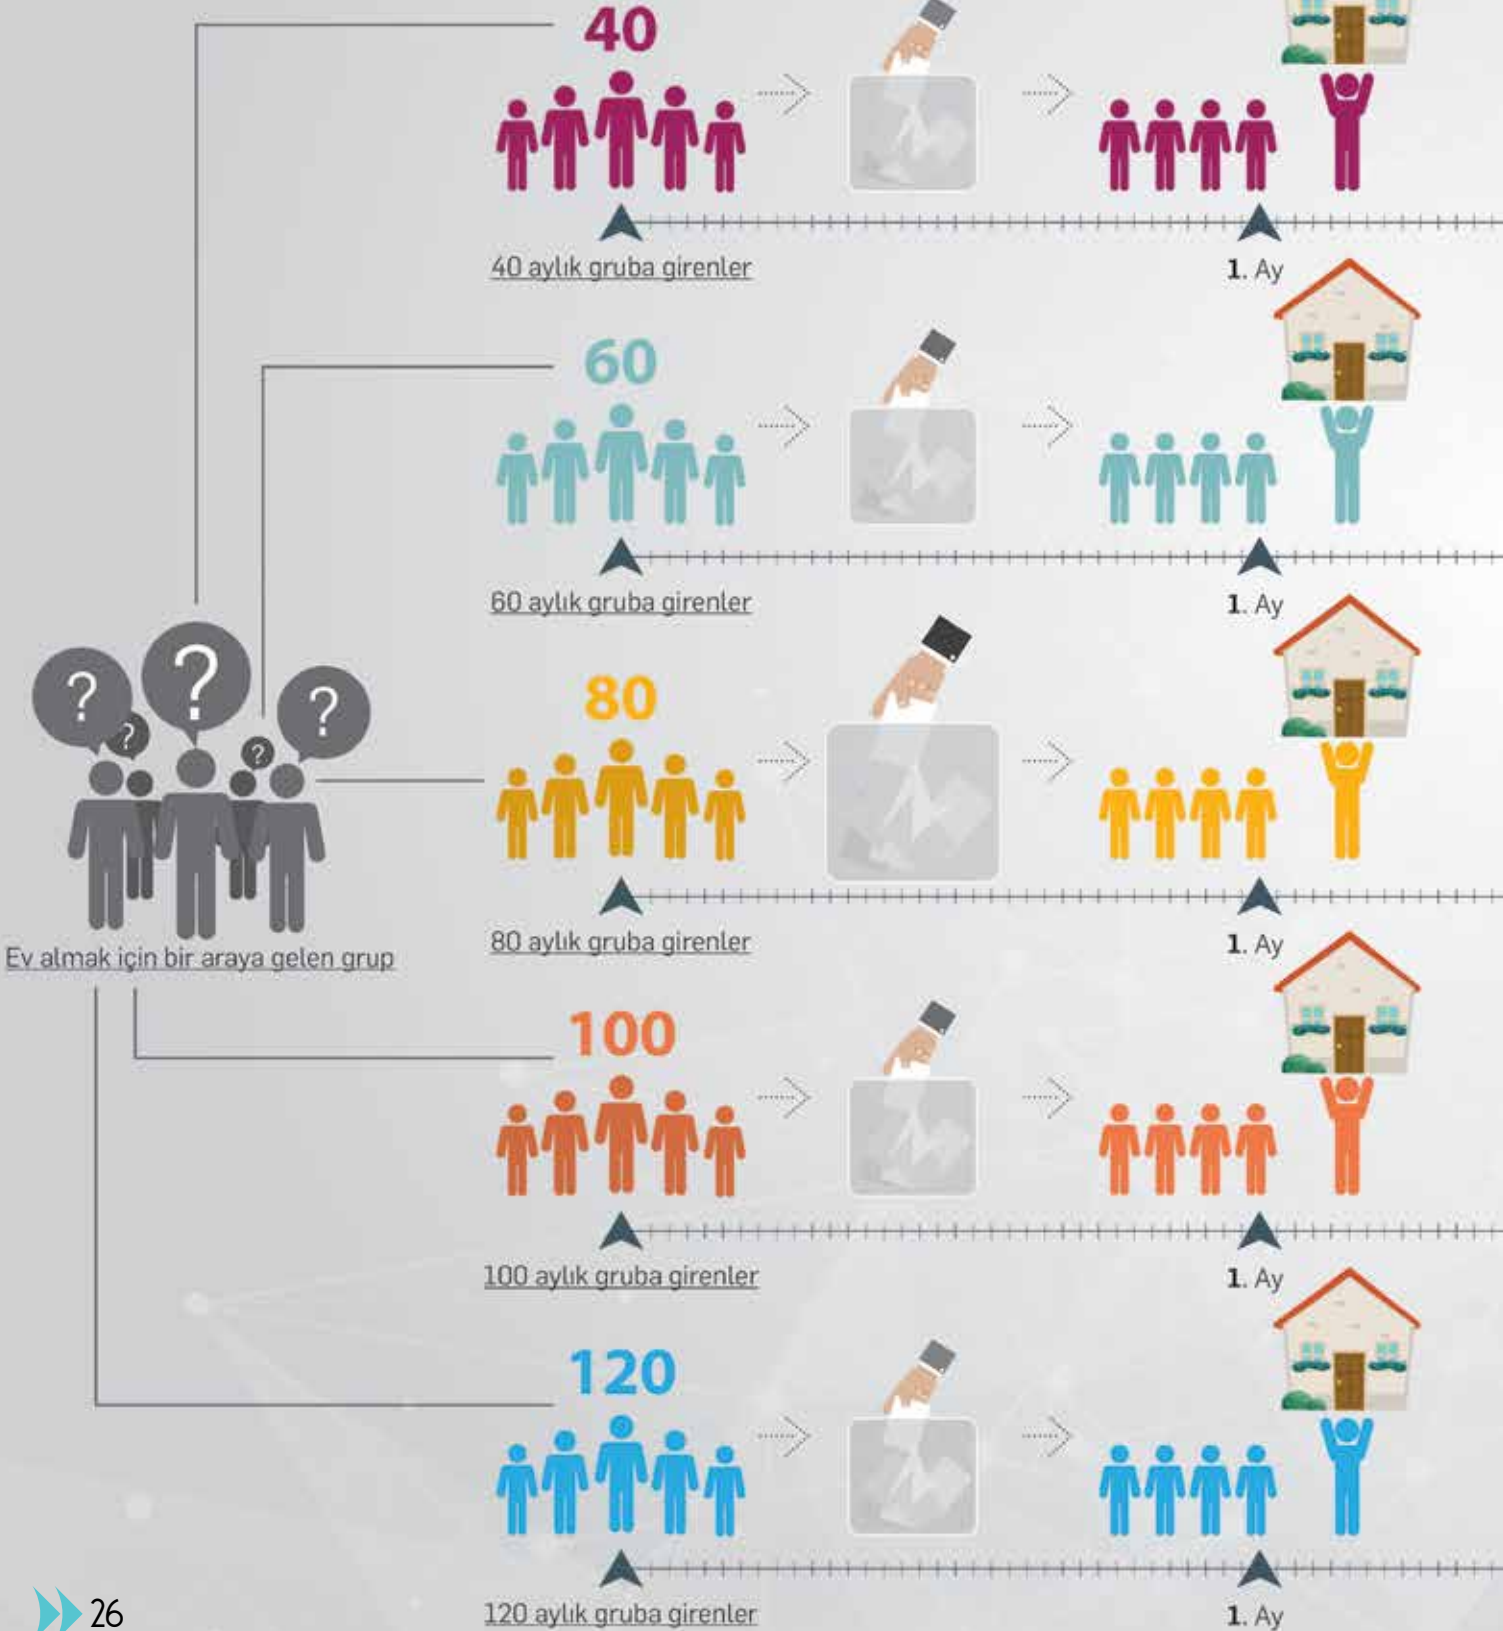 40
40 aylık gruba girenler
1. Ay
60
60 aylık gruba girenler
1. Ay
? ? ? ? ?
Ev almak için bir araya gelen grup
80
80 aylık gruba girenler
1. Ay
100
100 aylık gruba girenler
1. Ay
120
120 aylık gruba girenler
1. Ay
26